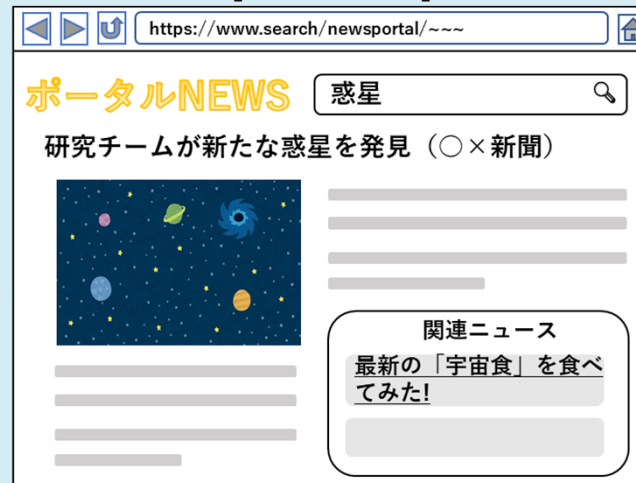 https://www.search/newsportal/~~~
ポータルNEWS
惑星
研究チームが新たな惑星を発見（○×新聞）
関連ニュース
最新の「宇宙食」を食べ
てみた!